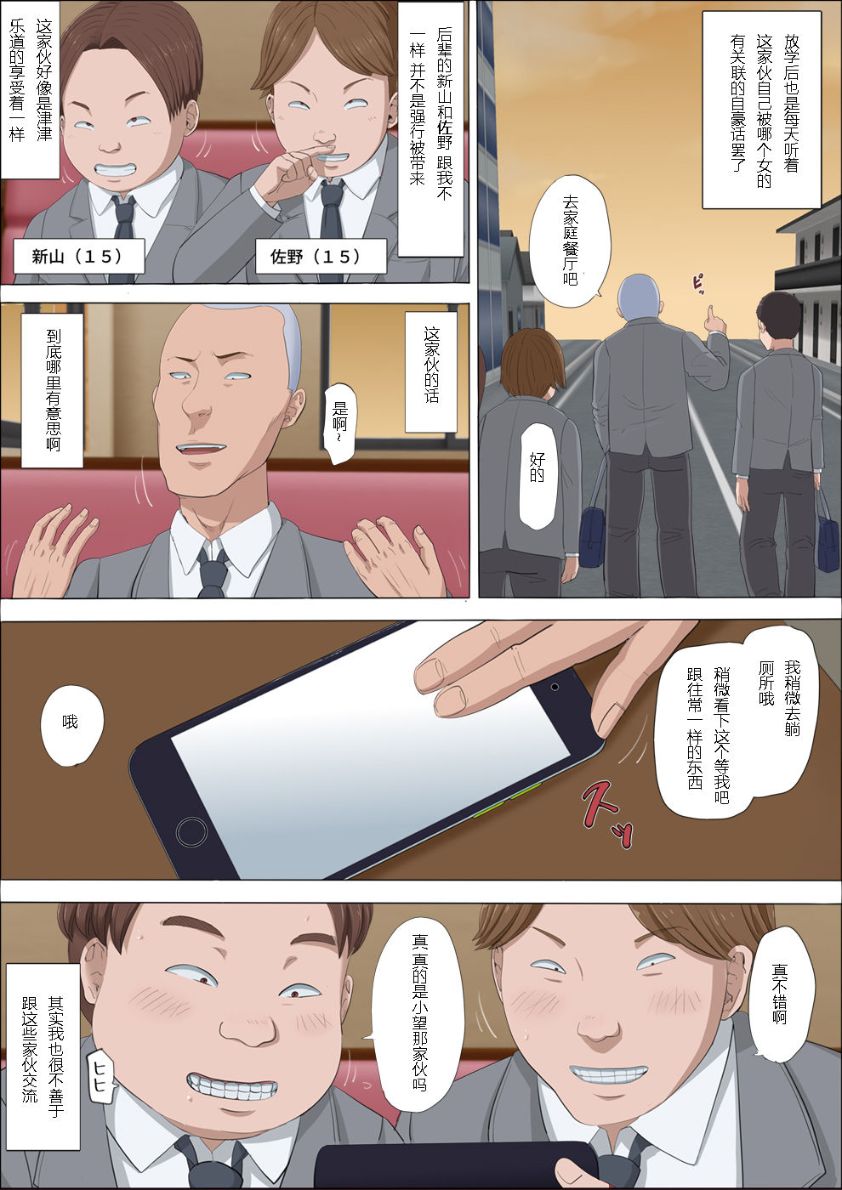 放学后也是每天听着
这家伙自己被哪个女的
有关联的自豪话罢了
去家庭餐厅吧
ピッ
好的
后辈的新山和佐野 跟我不
一样 并不是强行被带来
这家伙好像是津津
乐道的享受着一样
新山（１５）
佐野（１５）
这家伙的话
是啊~
到底哪里有意思啊
我稍微去躺
厕所哦
稍微看下这个等我吧
跟往常一样的东西
スッ
哦
真不错啊
真,真的是小望那家伙吗
ヒヒ
其实我也很不善于
跟这些家伙交流